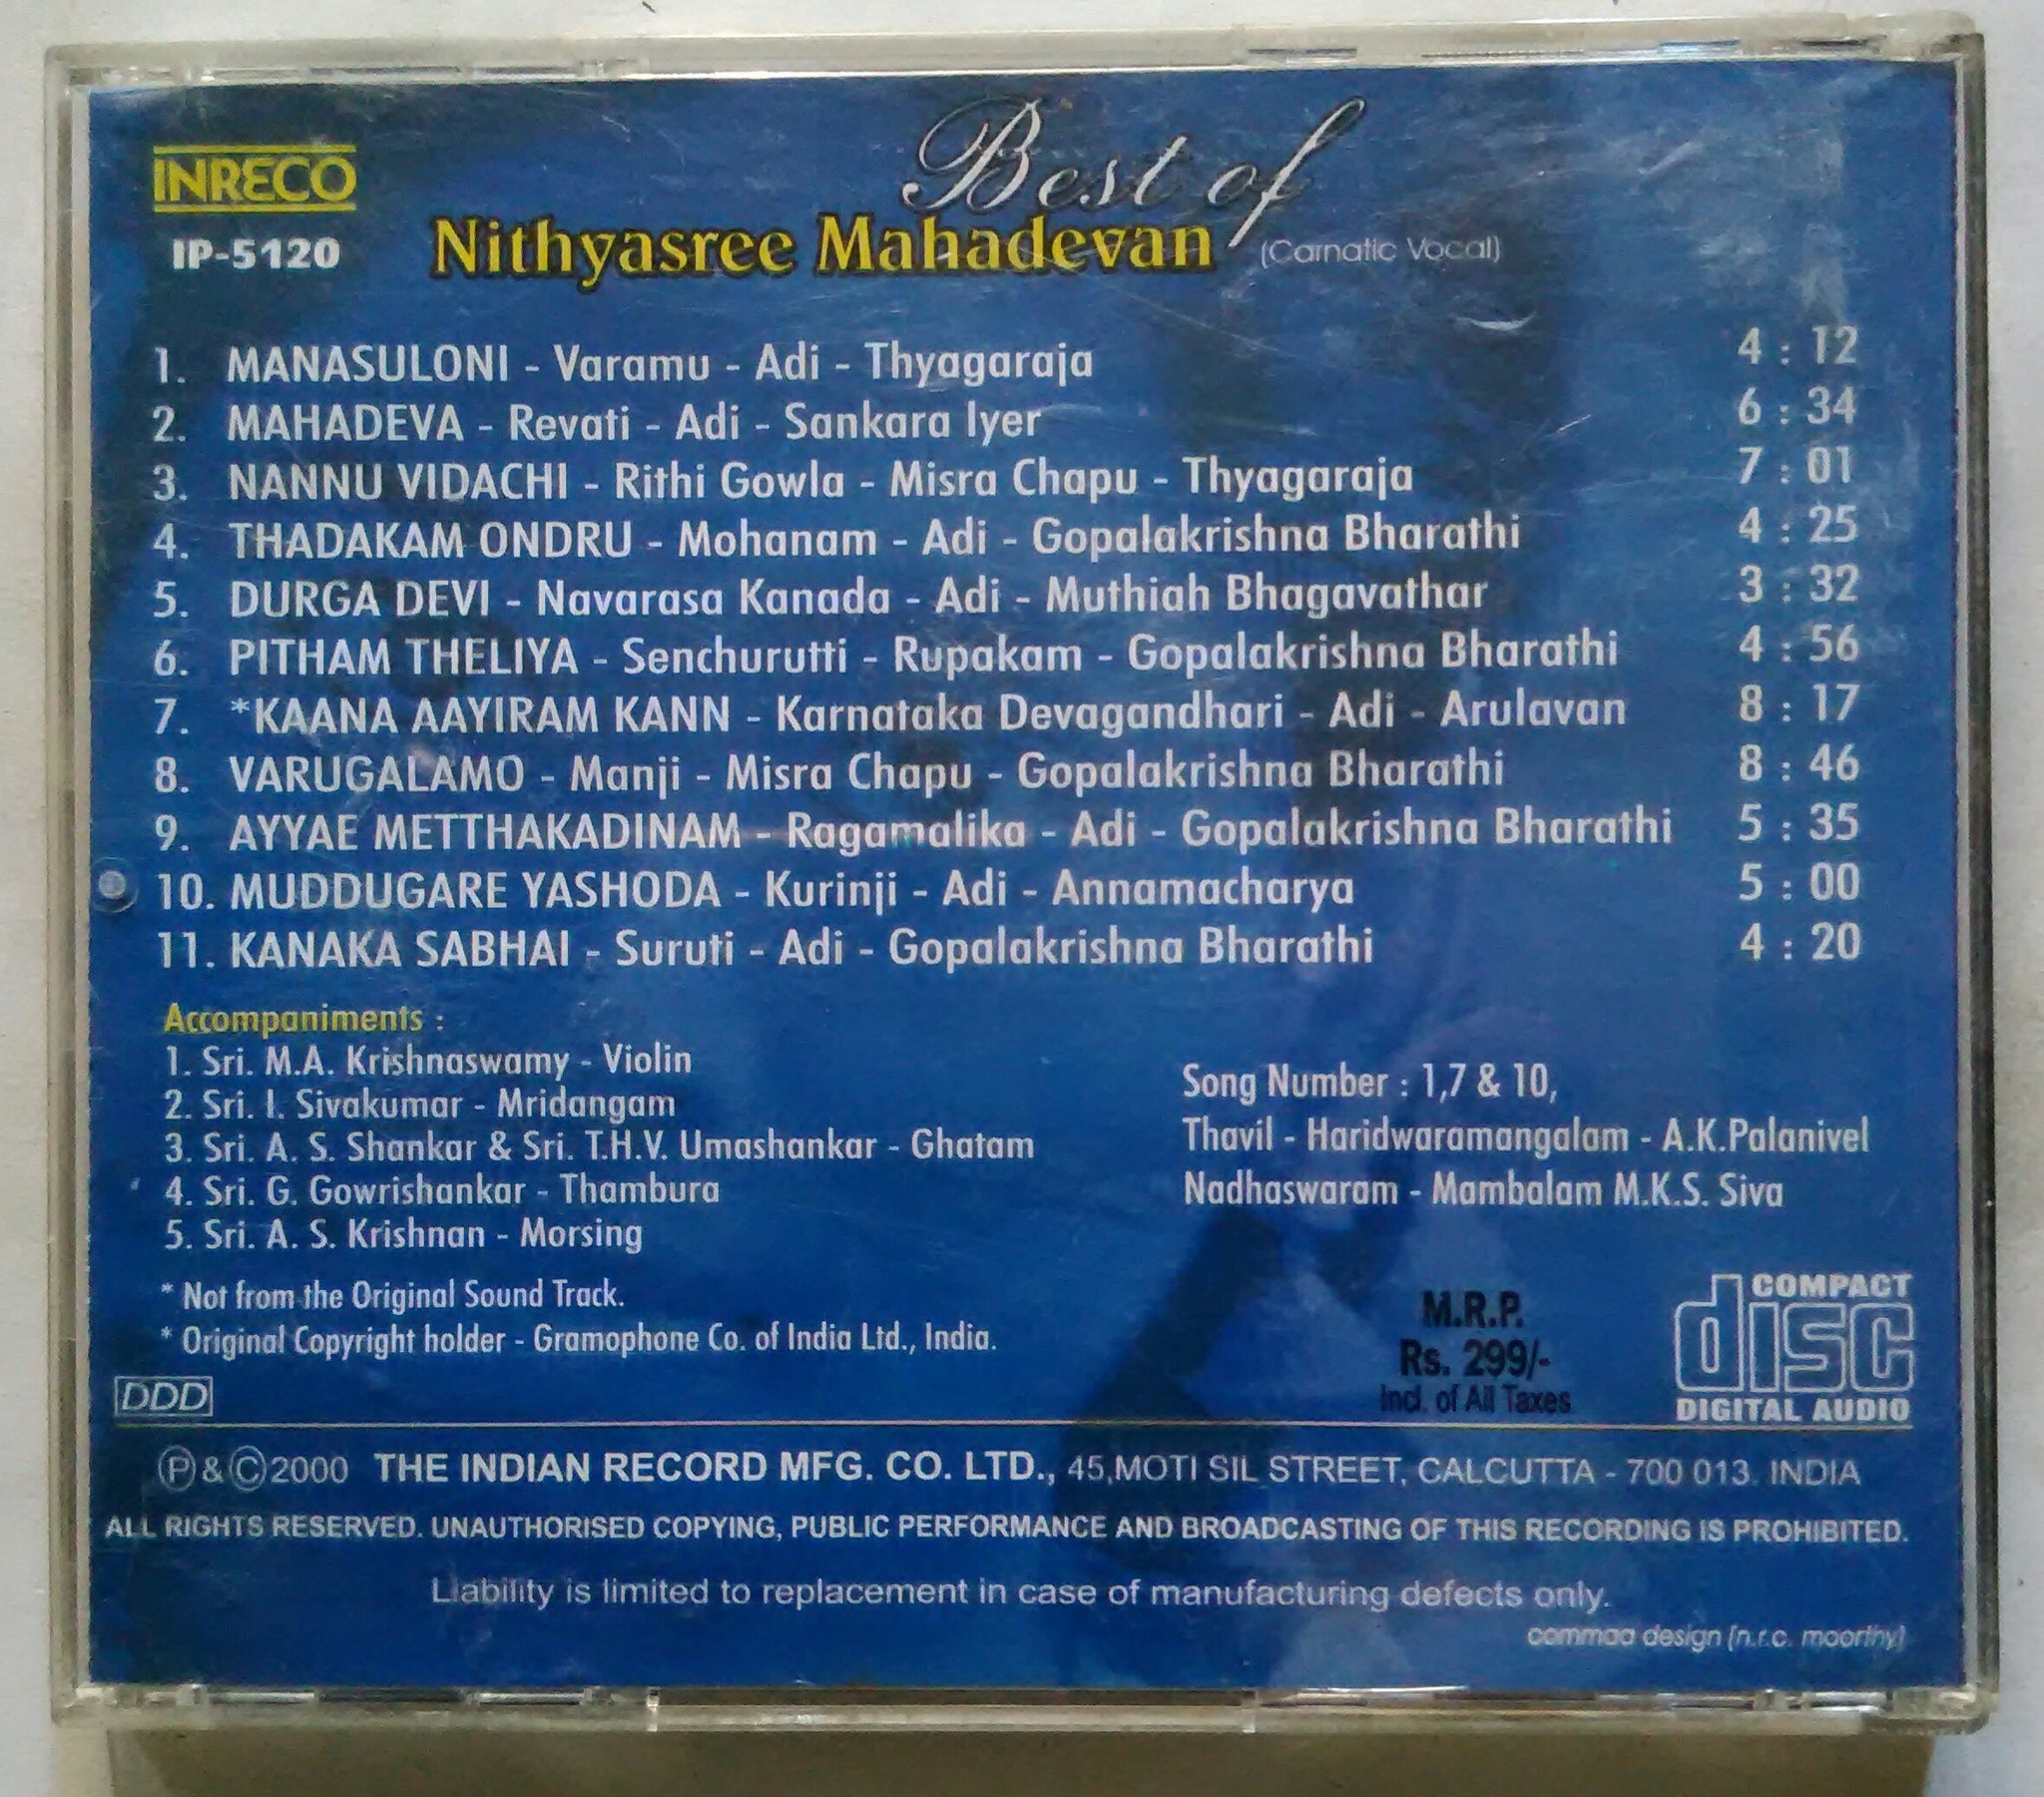 INRECO
IP-5120
Best of
Nithyasree Mahadevan (Carnatic Vocal)
1. MANASULONI - Varamu - Adi - Thyagaraja 4 : 12
2. MAHADEVA - Revati - Adi - Sankara Iyer 6 : 34
3. NANNU VIDACHI - Rithi Gowla - Misra Chapu - Thyagaraja 7 : 01
4. THADAKAM ONDRU - Mohanam - Adi - Gopalakrishna Bharathi 4 : 25
5. DURGA DEVI - Navarasa Kanada - Adi - Muthiah Bhagavathar 3 : 32
6. PITHAM THELIYA - Senchurutti - Rupakam - Gopalakrishna Bharathi 4 : 56
7. *KAANA AAYIRAM KANN - Karnataka Devagandhari - Adi - Arulavan 8 : 17
8. VARUGALAMO - Manji - Misra Chapu - Gopalakrishna Bharathi 8 : 46
9. AYYAE METTHAKADINAM - Ragamalika - Adi - Gopalakrishna Bharathi 5 : 35
10. MUDDUGARE YASHODA - Kurinji - Adi - Annamacharya 5 : 00
11. KANAKA SABHAI - Suruti - Adi - Gopalakrishna Bharathi 4 : 20
Accompaniments :
1. Sri. M.A. Krishnaswamy - Violin
2. Sri. I. Sivakumar - Mridangam
3. Sri. A. S. Shankar & Sri. T.H.V. Umashankar - Ghatam
4. Sri. G. Gowrishankar - Thambura
5. Sri. A. S. Krishnan - Morsing
Song Number : 1,7 & 10,
Thavil - Haridwaramangalam - A.K.Palanivel
Nadhaswaram - Mambalam M.K.S. Siva
* Not from the Original Sound Track.
* Original Copyright holder - Gramophone Co. of India Ltd., India.
M.R.P.
Rs. 299/-
Incl. of All Taxes
COMPACT
disc
DIGITAL AUDIO
DDD
Ⓟ & © 2000 THE INDIAN RECORD MFG. CO. LTD., 45,MOTI SIL STREET, CALCUTTA - 700 013. INDIA
ALL RIGHTS RESERVED. UNAUTHORISED COPYING, PUBLIC PERFORMANCE AND BROADCASTING OF THIS RECORDING IS PROHIBITED.
Liability is limited to replacement in case of manufacturing defects only.
commaa design (n.r.c. moorthy)